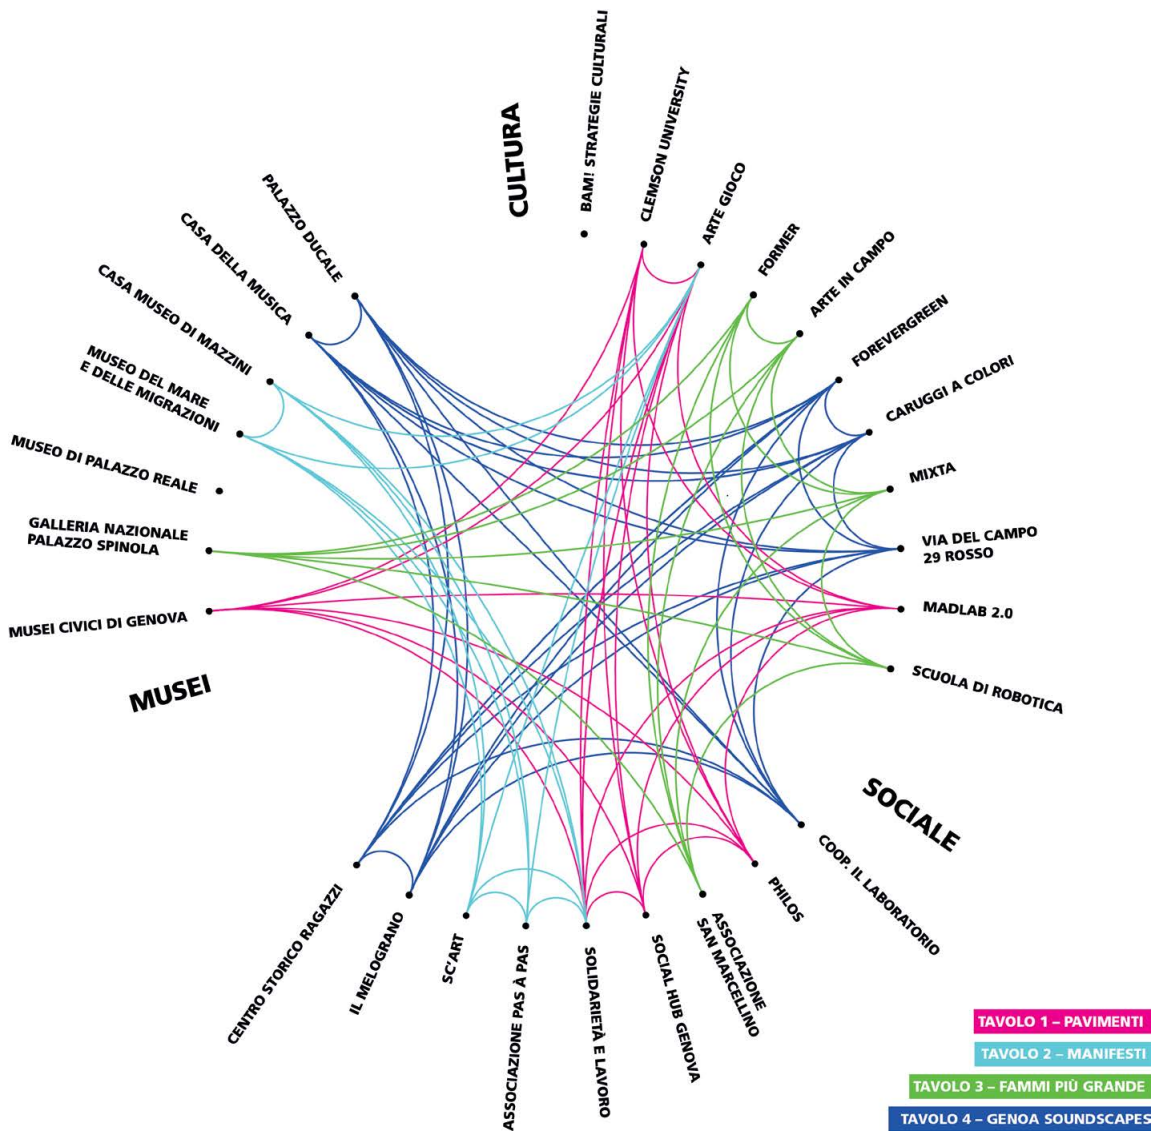 CULTURA
BAM! STRATEGIE CULTURALI
CLEMSON UNIVERSITY
ARTE GIOCO
FORMER
ARTE IN CAMPO
FOREVERGREEN
CARUGGI A COLORI
MIXTA
VIA DEL CAMPO
29 ROSSO
MADLAB 2.0
SCUOLA DI ROBOTICA
SOCIALE
COOP. IL LABORATORIO
PHILOS
ASSOCIAZIONE
SAN MARCELLINO
SOCIAL HUB GENOVA
SOLIDARIETÀ E LAVORO
ASSOCIAZIONE PAS À PAS
SC'ART
IL MELOGRANO
CENTRO STORICO RAGAZZI
MUSEI
MUSEI CIVICI DI GENOVA
GALLERIA NAZIONALE
PALAZZO SPINOLA
MUSEO DI PALAZZO REALE
MUSEO DEL MARE
E DELLE MIGRAZIONI
CASA MUSEO DI MAZZINI
CASA DELLA MUSICA
PALAZZO DUCALE
TAVOLO 1 – PAVIMENTI
TAVOLO 2 – MANIFESTI
TAVOLO 3 – FAMMI PIÙ GRANDE
TAVOLO 4 – GENOA SOUNDSCAPES